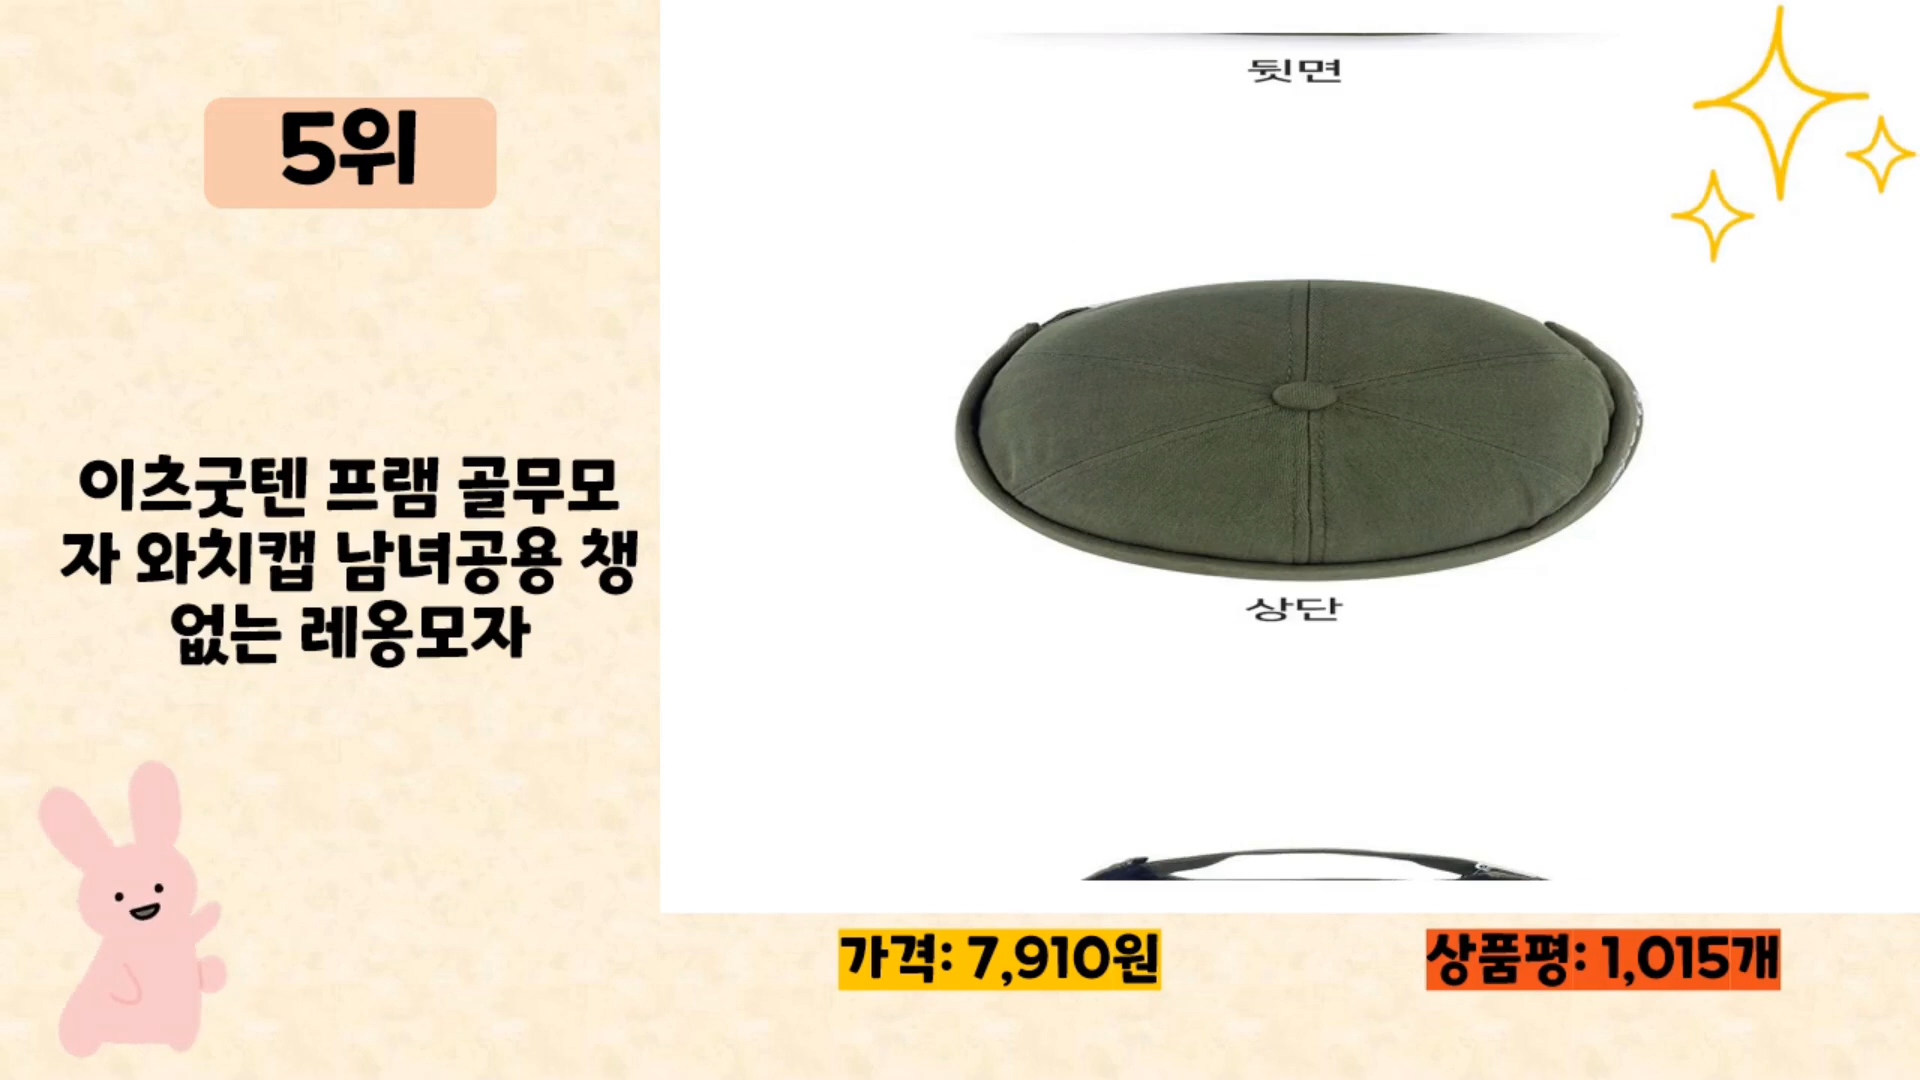 5위
이츠굿텐 프램 골무모
자 와치캡 남녀공용 챙
없는 레옹모자
뒷면
상단
가격: 7,910원
상품평: 1,015개